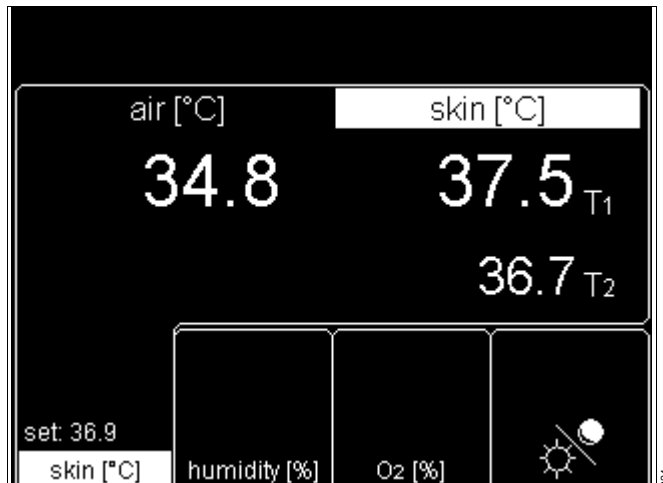 air [°C] skin [°C]
34.8 37.5 T1
36.7 T2
set: 36.9
skin [°C] humidity [%] O2 [%]